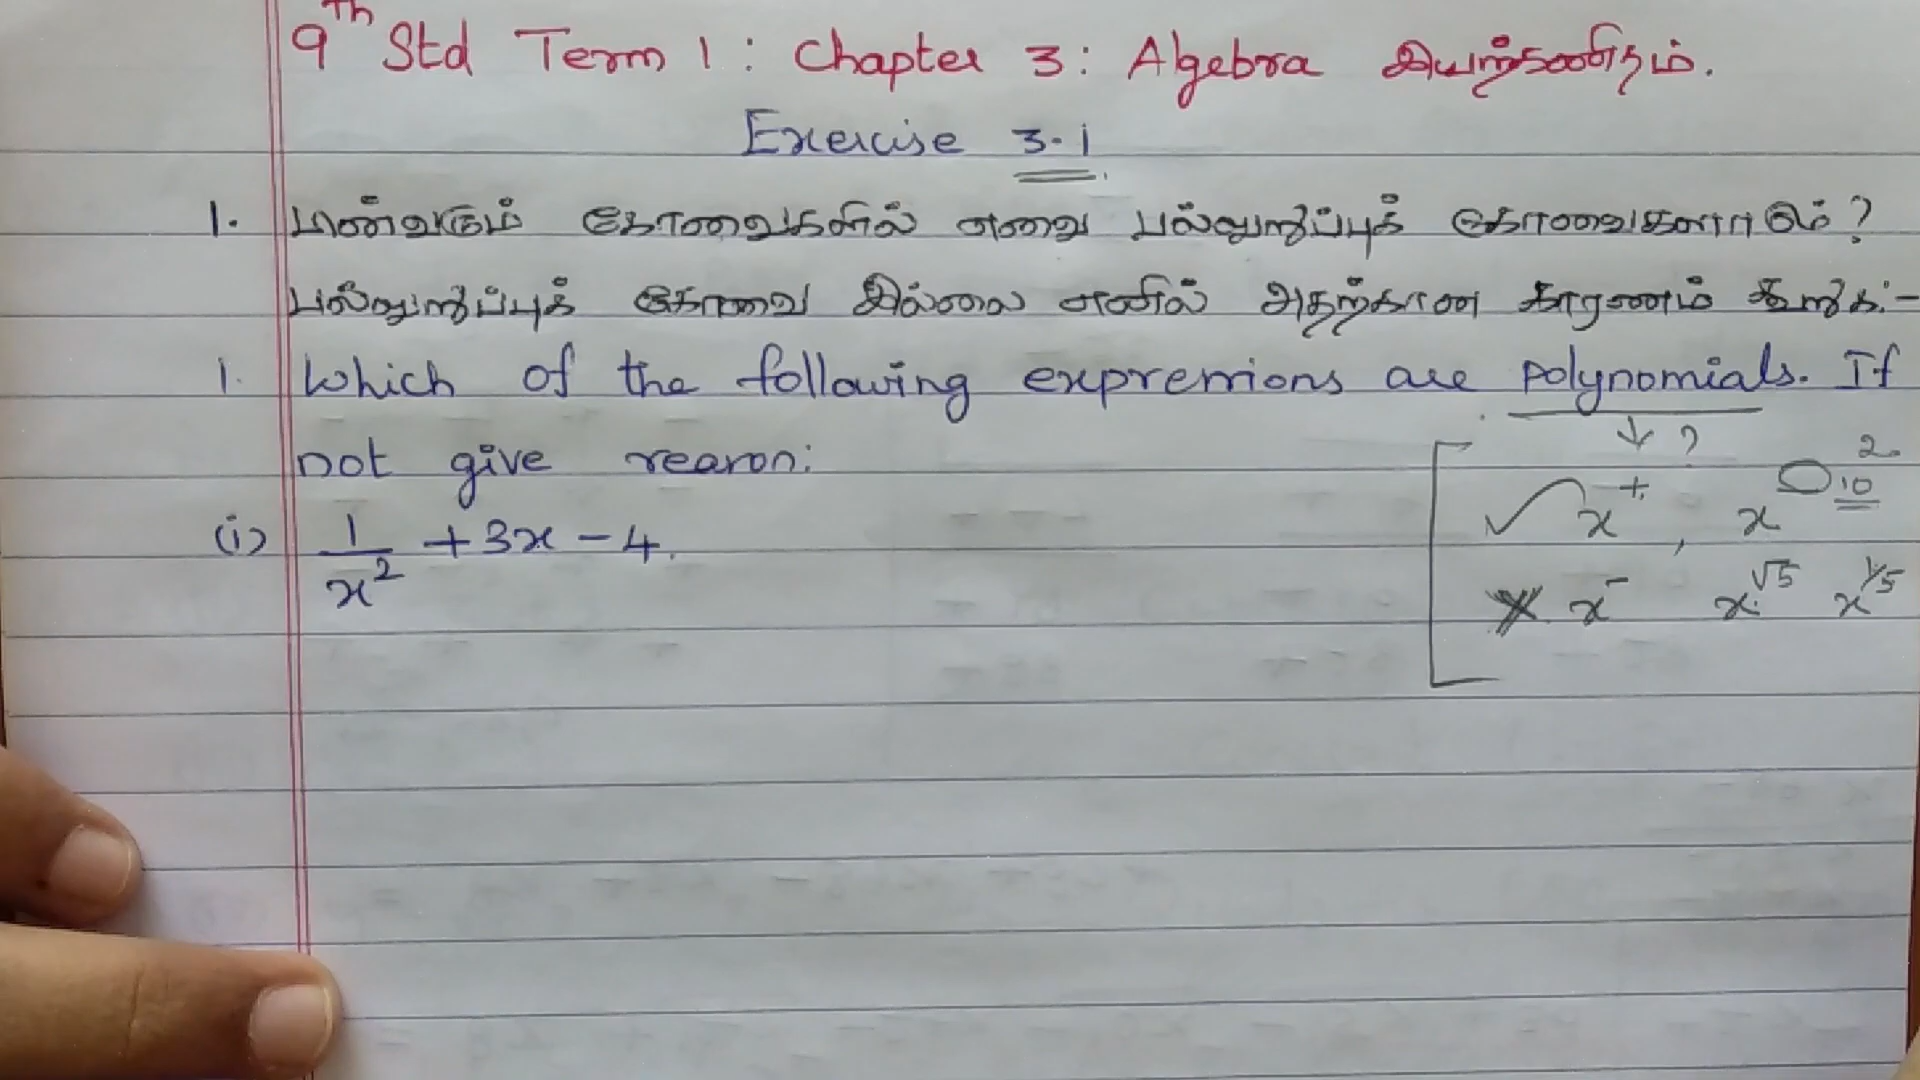 9th Std Term 1 : Chapter 3 : Algebra இயற்கணிதம்.
Exercise 3.1
1. பின்வரும் கோவைகளில் எவை பல்லுறுப்புக் கோவைகளாகும்?
பல்லுறுப்புக் கோவை இல்லை எனில் அதற்கான காரணம் கூறுக:-
1. Which of the following expressions are polynomials. If
not give reason:
↓ ?
(i) 1/x² + 3x - 4.
✓ x⁺, x 0 10 2
✗ x⁻ x^√5 x^1/5